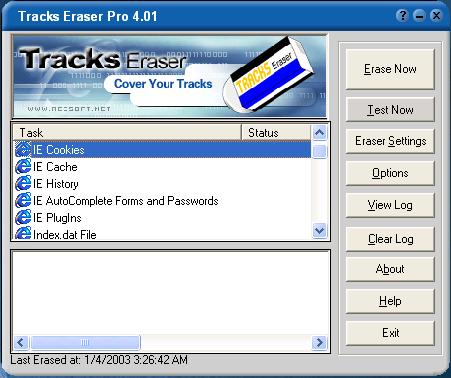 Tracks Eraser Pro 4.01
Tracks Eraser
TRACKS Eraser
Cover Your Tracks
www.acesoft.net
Task Status
IE Cookies
IE Cache
IE History
IE AutoComplete Forms and Passwords
IE PlugIns
Index.dat File
Last Erased at: 1/4/2003 3:26:42 AM
Erase Now
Test Now
Eraser Settings
Options
View Log
Clear Log
About
Help
Exit